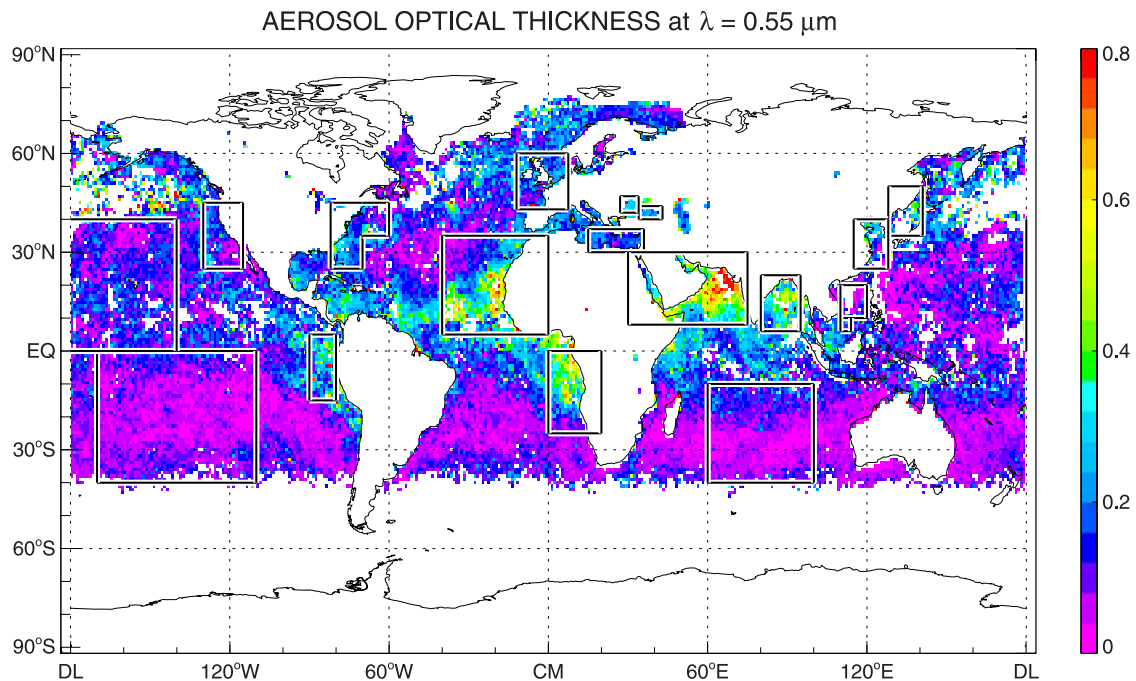 AEROSOL OPTICAL THICKNESS at λ = 0.55 μm
90°N
60°N
30°N
EQ
30°S
60°S
90°S
DL 120°W 60°W CM 60°E 120°E DL
0.8
0.6
0.4
0.2
0